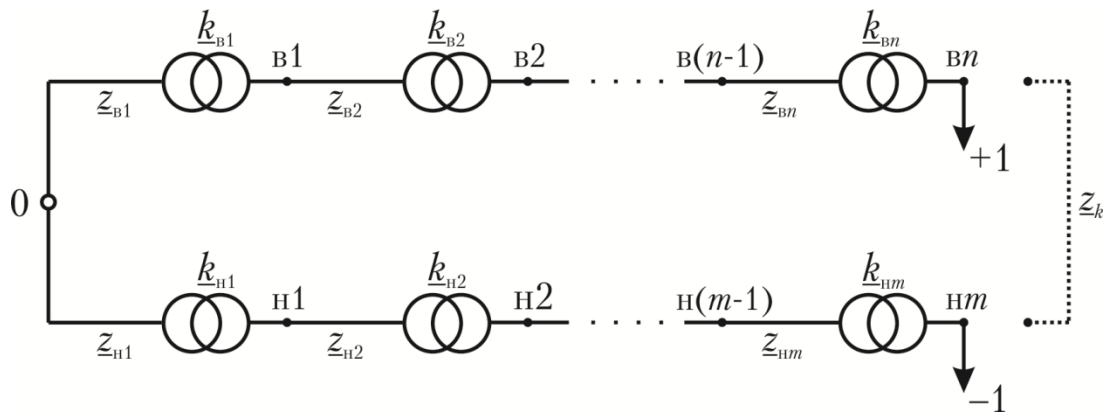 k_в1 k_в2 k_вn
в1 в2 . . . . . в(n-1) вn
z_в1 z_в2 z_вn
+1
0 z_k
k_н1 k_н2 k_нm
н1 н2 . . . . . н(m-1) нm
z_н1 z_н2 z_нm
−1